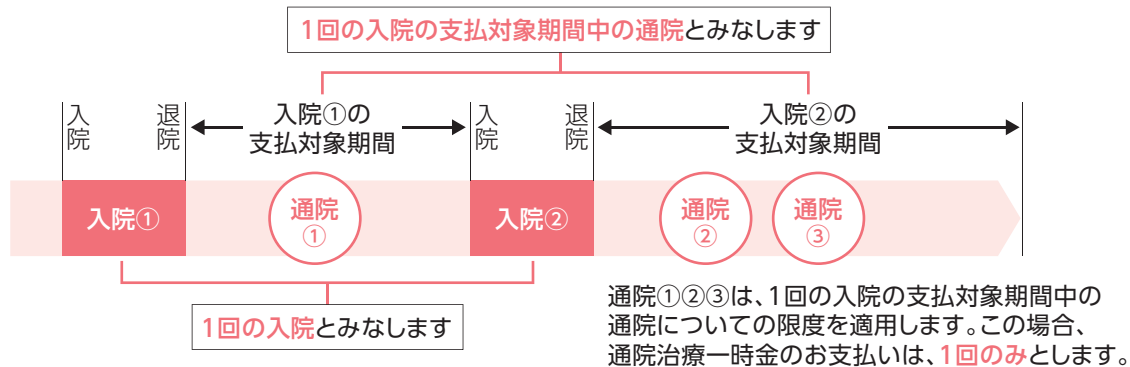 1回の入院の支払対象期間中の通院とみなします
入院
退院
入院①の
支払対象期間
入院
退院
入院②の
支払対象期間
入院①
通院
①
入院②
通院
②
通院
③
1回の入院とみなします
通院①②③は、1回の入院の支払対象期間中の
通院についての限度を適用します。この場合、
通院治療一時金のお支払いは、1回のみとします。